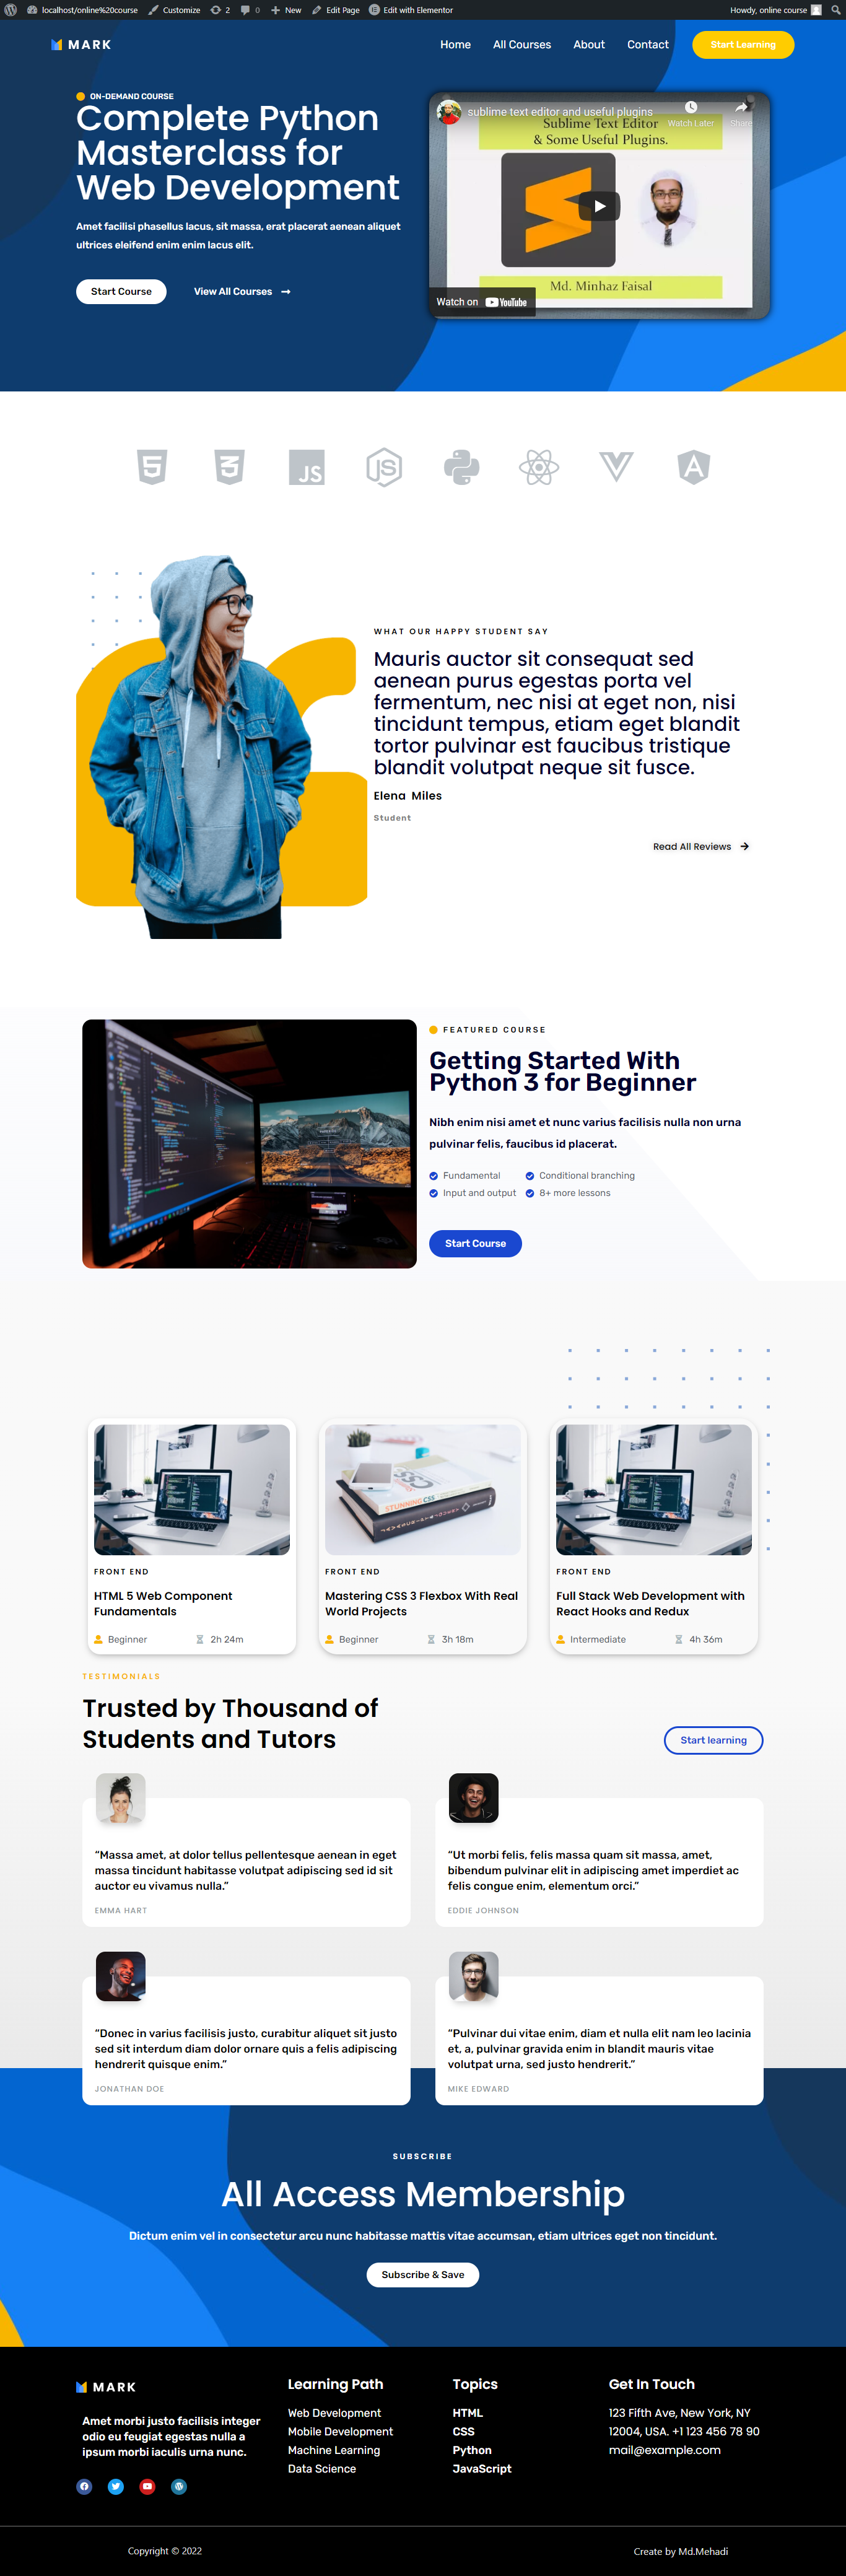 localhost/online%20course Customize 2 0 New Edit Page Edit with Elementor Howdy, online course
MARK Home All Courses About Contact Start Learning
ON-DEMAND COURSE
Complete Python
Masterclass for
Web Development
Amet facilisi phasellus lacus, sit massa, erat placerat aenean aliquet
ultrices eleifend enim enim lacus elit.
Start Course View All Courses
sublime text editor and useful plugins
Watch Later Share
Sublime Text Editor
& Some Useful Plugins.
Md. Minhaz Faisal
Watch on YouTube
5 3 JS JS A
WHAT OUR HAPPY STUDENT SAY
Mauris auctor sit consequat sed
aenean purus egestas porta vel
fermentum, nec nisi at eget non, nisi
tincidunt tempus, etiam eget blandit
tortor pulvinar est faucibus tristique
blandit volutpat neque sit fusce.
Elena Miles
Student
Read All Reviews
FEATURED COURSE
Getting Started With
Python 3 for Beginner
Nibh enim nisi amet et nunc varius facilisis nulla non urna
pulvinar felis, faucibus id placerat.
Fundamental Conditional branching
Input and output 8+ more lessons
Start Course
STUNNING CSS
FRONT END
HTML 5 Web Component
Fundamentals
Beginner 2h 24m
FRONT END
Mastering CSS 3 Flexbox With Real
World Projects
Beginner 3h 18m
FRONT END
Full Stack Web Development with
React Hooks and Redux
Intermediate 4h 36m
TESTIMONIALS
Trusted by Thousand of
Students and Tutors
Start learning
“Massa amet, at dolor tellus pellentesque aenean in eget
massa tincidunt habitasse volutpat adipiscing sed id sit
auctor eu vivamus nulla.”
EMMA HART
“Ut morbi felis, felis massa quam sit massa, amet,
bibendum pulvinar elit in adipiscing amet imperdiet ac
felis congue enim, elementum orci.”
EDDIE JOHNSON
“Donec in varius facilisis justo, curabitur aliquet sit justo
sed sit interdum diam dolor ornare quis a felis adipiscing
hendrerit quisque enim.”
JONATHAN DOE
“Pulvinar dui vitae enim, diam et nulla elit nam leo lacinia
et, a, pulvinar gravida enim in blandit mauris vitae
volutpat urna, sed justo hendrerit.”
MIKE EDWARD
SUBSCRIBE
All Access Membership
Dictum enim vel in consectetur arcu nunc habitasse mattis vitae accumsan, etiam ultrices eget non tincidunt.
Subscribe & Save
MARK
Amet morbi justo facilisis integer
odio eu feugiat egestas nulla a
ipsum morbi iaculis urna nunc.
Learning Path
Web Development
Mobile Development
Machine Learning
Data Science
Topics
HTML
CSS
Python
JavaScript
Get In Touch
123 Fifth Ave, New York, NY
12004, USA. +1 123 456 78 90
mail@example.com
Copyright © 2022 Create by Md.Mehadi